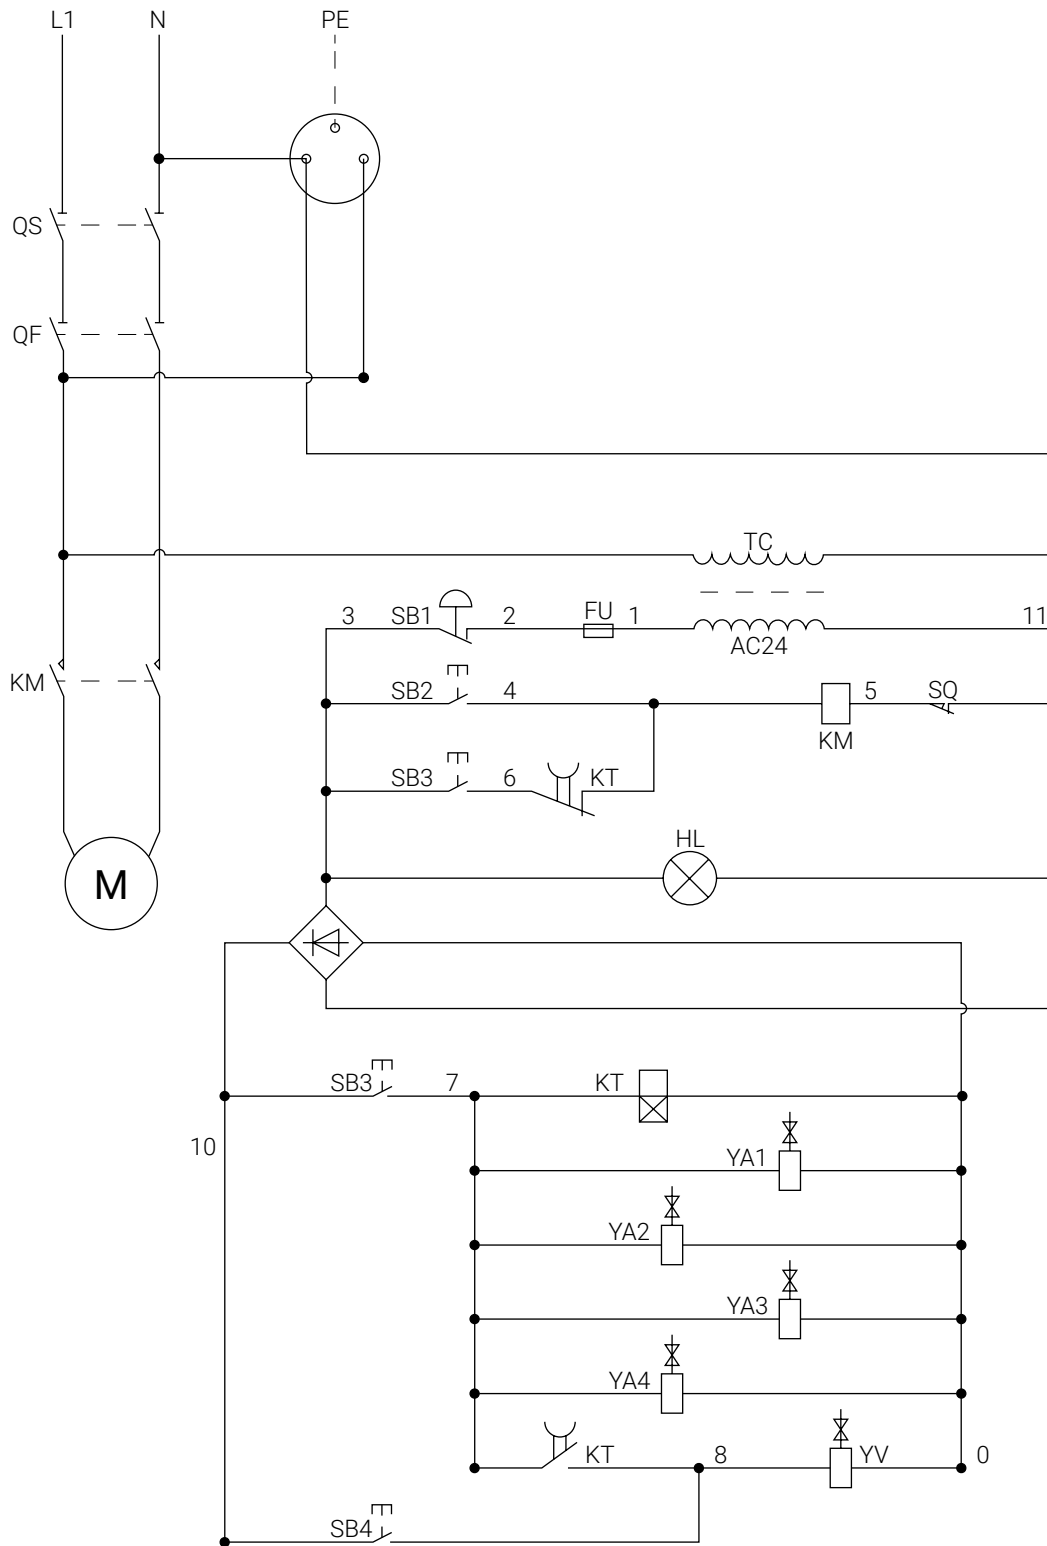 L1 N PE
QS
QF
TC
3 SB1 2 FU 1 11
AC24
KM SB2 4 5 SQ
KM
SB3 6 KT
HL
M
SB3 7 KT
10
YA1
YA2
YA3
YA4
KT 8 YV 0
SB4